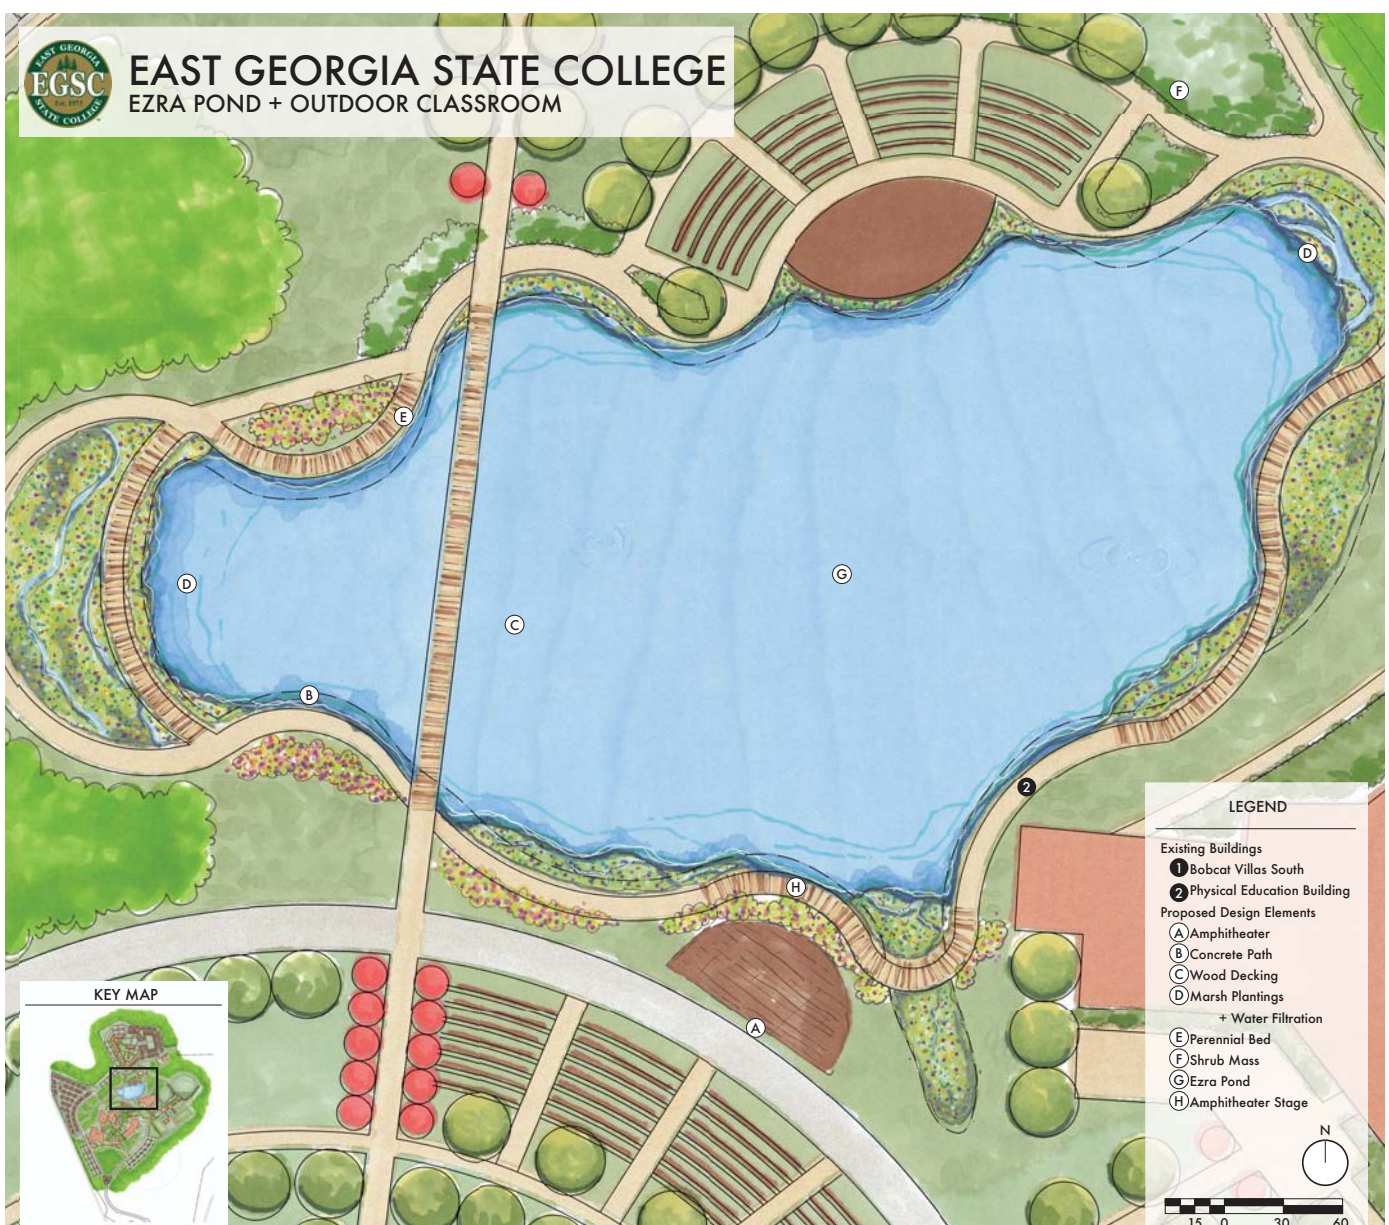 EAST GEORGIA
EGSC
Est. 1973
STATE COLLEGE
EAST GEORGIA STATE COLLEGE
EZRA POND + OUTDOOR CLASSROOM
F
D
E
D
G
C
B
2
H
A
LEGEND
Existing Buildings
1 Bobcat Villas South
2 Physical Education Building
Proposed Design Elements
A Amphitheater
B Concrete Path
C Wood Decking
D Marsh Plantings
+ Water Filtration
E Perennial Bed
F Shrub Mass
G Ezra Pond
H Amphitheater Stage
N
15 0 30 60
KEY MAP